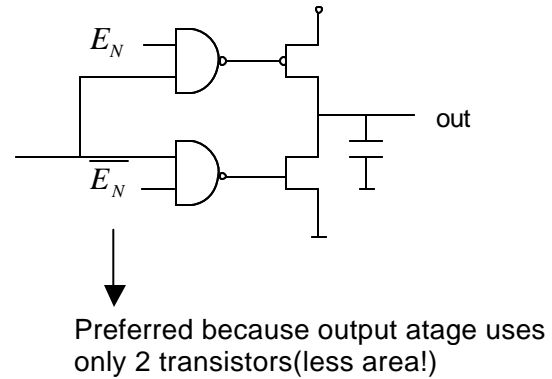 E_N
out
\overline{E_N}
Preferred because output atage uses
only 2 transistors(less area!)